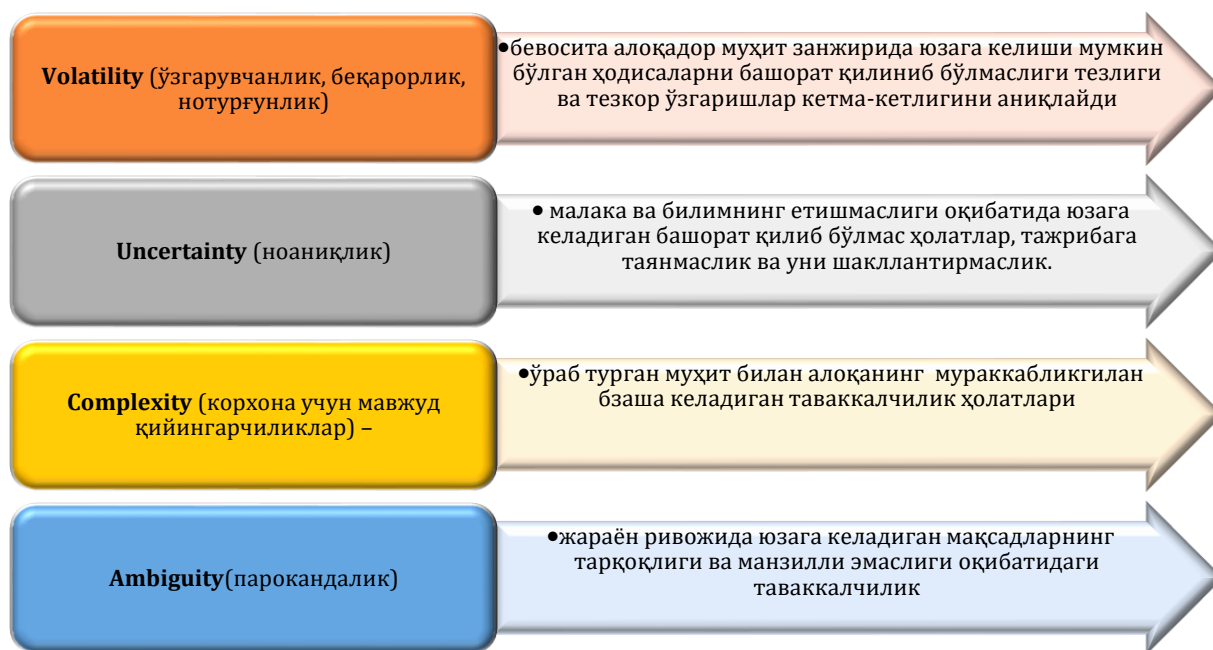 Volatility (ўзгарувчанлик, беқарорлик,
нотурғунлик)
•бевосита алоқадор муҳит занжирида юзага келиши мумкин
бўлган ҳодисаларни башорат қилиниб бўлмаслиги тезлиги
ва тезкор ўзгаришлар кетма-кетлигини аниқлайди
Uncertainty (ноаниқлик)
• малака ва билимнинг етишмаслиги оқибатида юзага
келадиган башорат қилиб бўлмас ҳолатлар, тажрибага
таянмаслик ва уни шакллантирмаслик.
Complexity (корхона учун мавжуд
қийингарчиликлар) –
•ўраб турган муҳит билан алоқанинг мураккабликгилан
бзаша келадиган таваккалчилик ҳолатлари
Ambiguity(парокандалик)
•жараён ривожида юзага келадиган мақсадларнинг
тарқоқлиги ва манзилли эмаслиги оқибатидаги
таваккалчилик